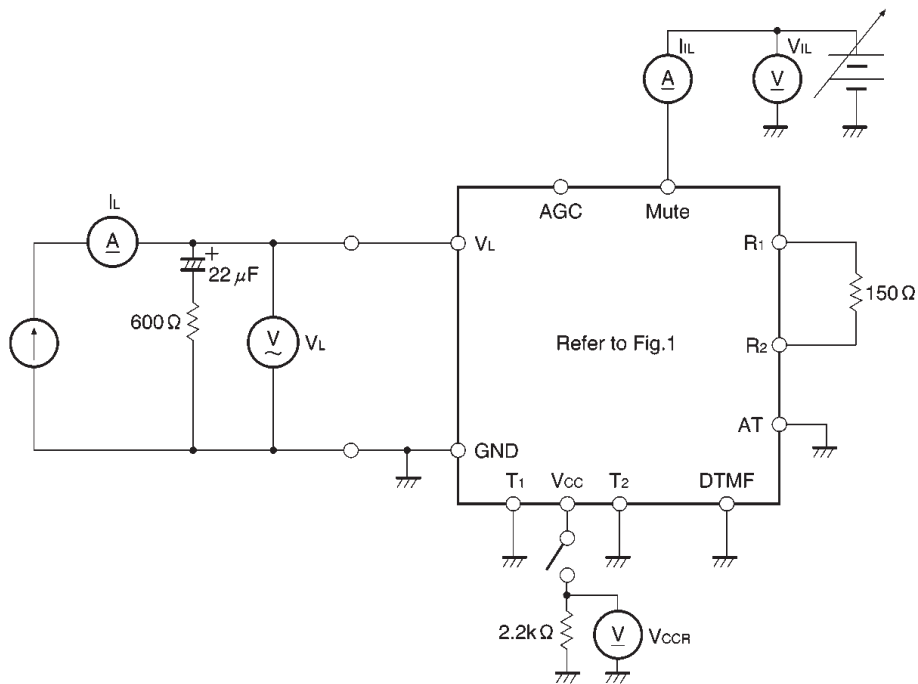 IIL
VIL
A
V
AGC
Mute
IL
A
+
22 μF
600 Ω
V
VL
VL
R1
150 Ω
Refer to Fig.1
R2
AT
GND
T1
VCC
T2
DTMF
2.2k Ω
V
VCCR